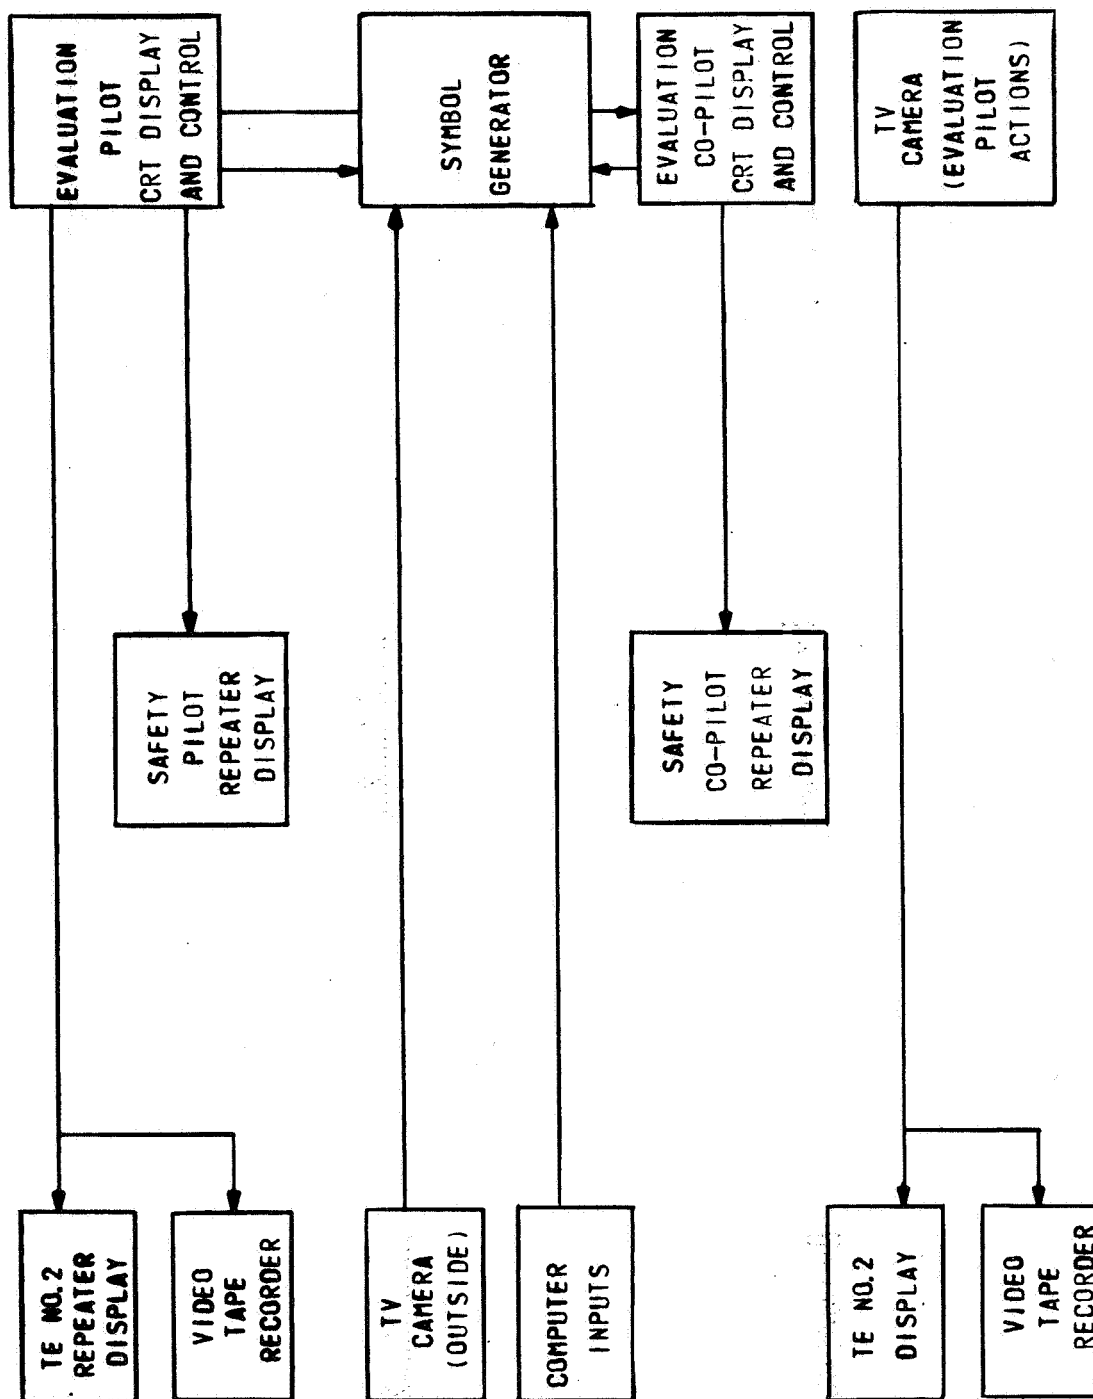 EVALUATION
PILOT
CRT DISPLAY
AND CONTROL
SYMBOL
GENERATOR
EVALUATION
CO-PILOT
CRT DISPLAY
AND CONTROL
TV
CAMERA
(EVALUATION
PILOT
ACTIONS)
SAFETY
PILOT
REPEATER
DISPLAY
SAFETY
CO-PILOT
REPEATER
DISPLAY
TE NO.2
REPEATER
DISPLAY
VIDEO
TAPE
RECORDER
TV
CAMERA
(OUTSIDE)
COMPUTER
INPUTS
TE NO.2
DISPLAY
VIDEO
TAPE
RECORDER